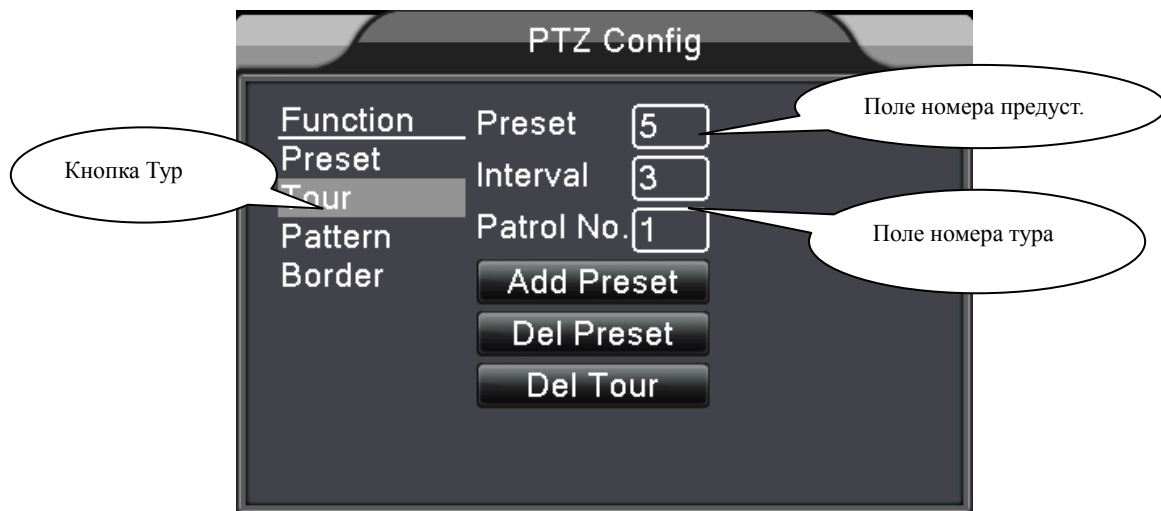 PTZ Config
Function
Preset
Tour
Pattern
Border
Preset 5
Interval 3
Patrol No. 1
Add Preset
Del Preset
Del Tour
Кнопка Тур
Поле номера предуст.
Поле номера тура